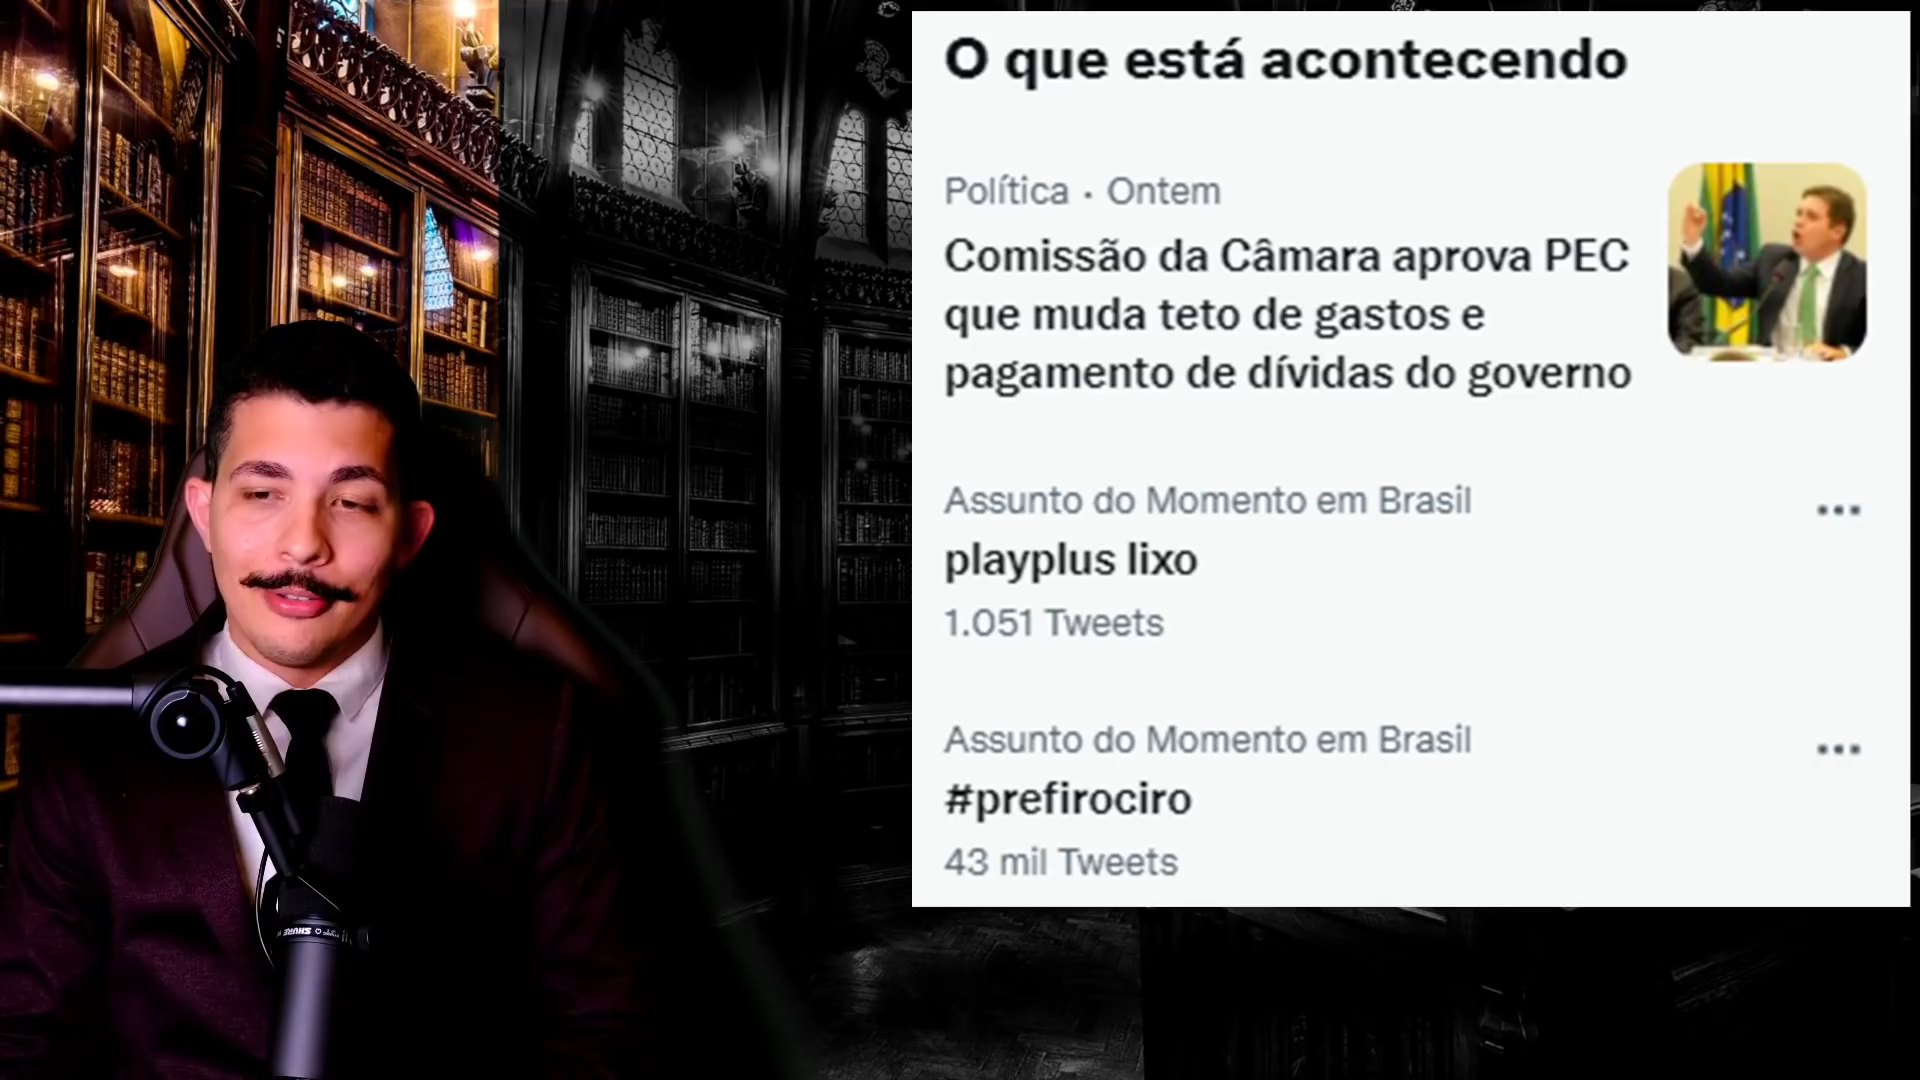 O que está acontecendo
Política · Ontem
Comissão da Câmara aprova PEC
que muda teto de gastos e
pagamento de dívidas do governo
Assunto do Momento em Brasil
playplus lixo
1.051 Tweets
Assunto do Momento em Brasil
#prefirociro
43 mil Tweets
SHURE